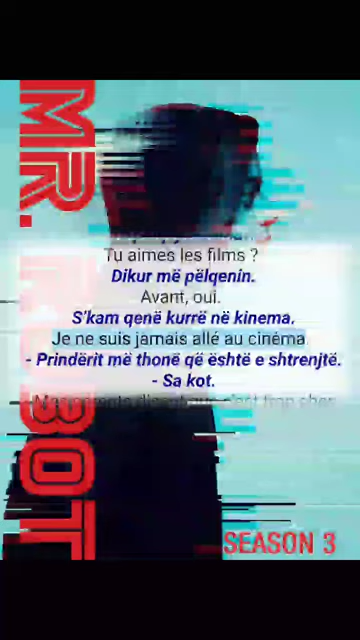 MR. ROBOT
Tu aimes les films ?
Dikur më pëlqenin.
Avant, oui.
S'kam qenë kurrë në kinema.
Je ne suis jamais allé au cinéma
- Prindërit më thonë që është e shtrenjtë.
- Sa kot.
SEASON 3